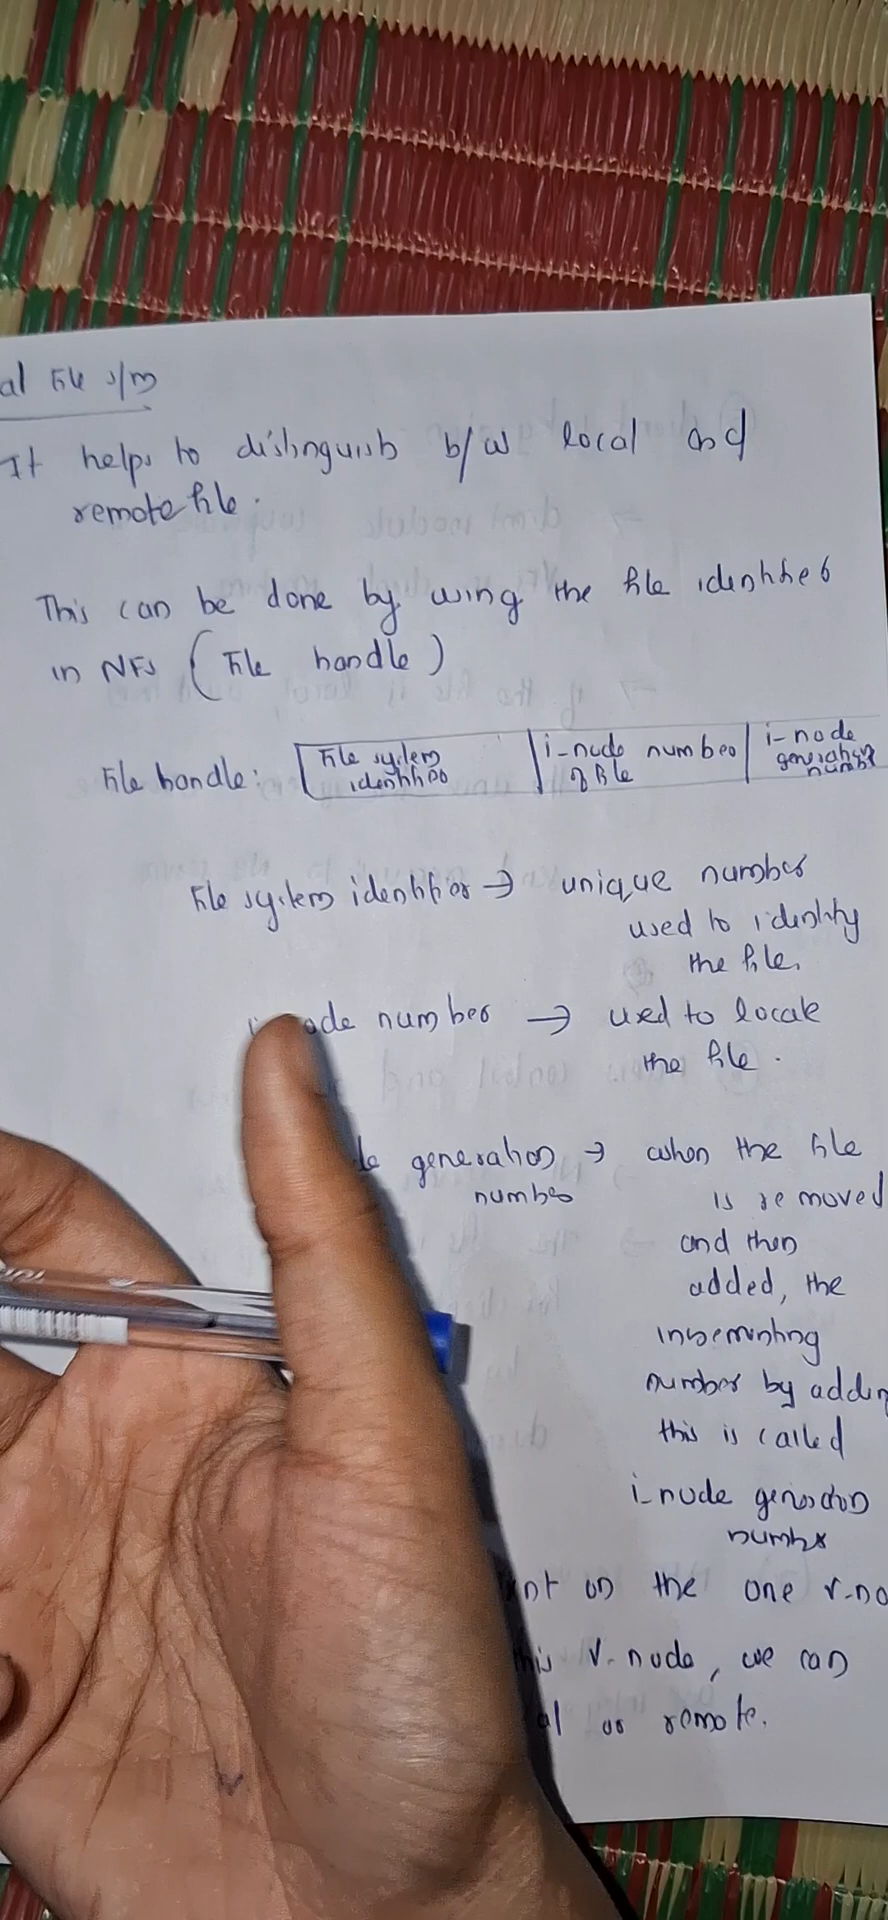 al File s/m
It helps to distinguish b/w local and
remote file.
This can be done by using the file identifier
in NFS (File handle)
File handle: File system identifier | i-node number of file | i-node generation number
File system identifier → unique number
used to identify
the file.
ode number → used to locate
the file.
de generation → when the file
number is removed
and then
added, the
number by addin
this is called
i-node generation
number
on the one v-no
this v-node, we can
al or remote.